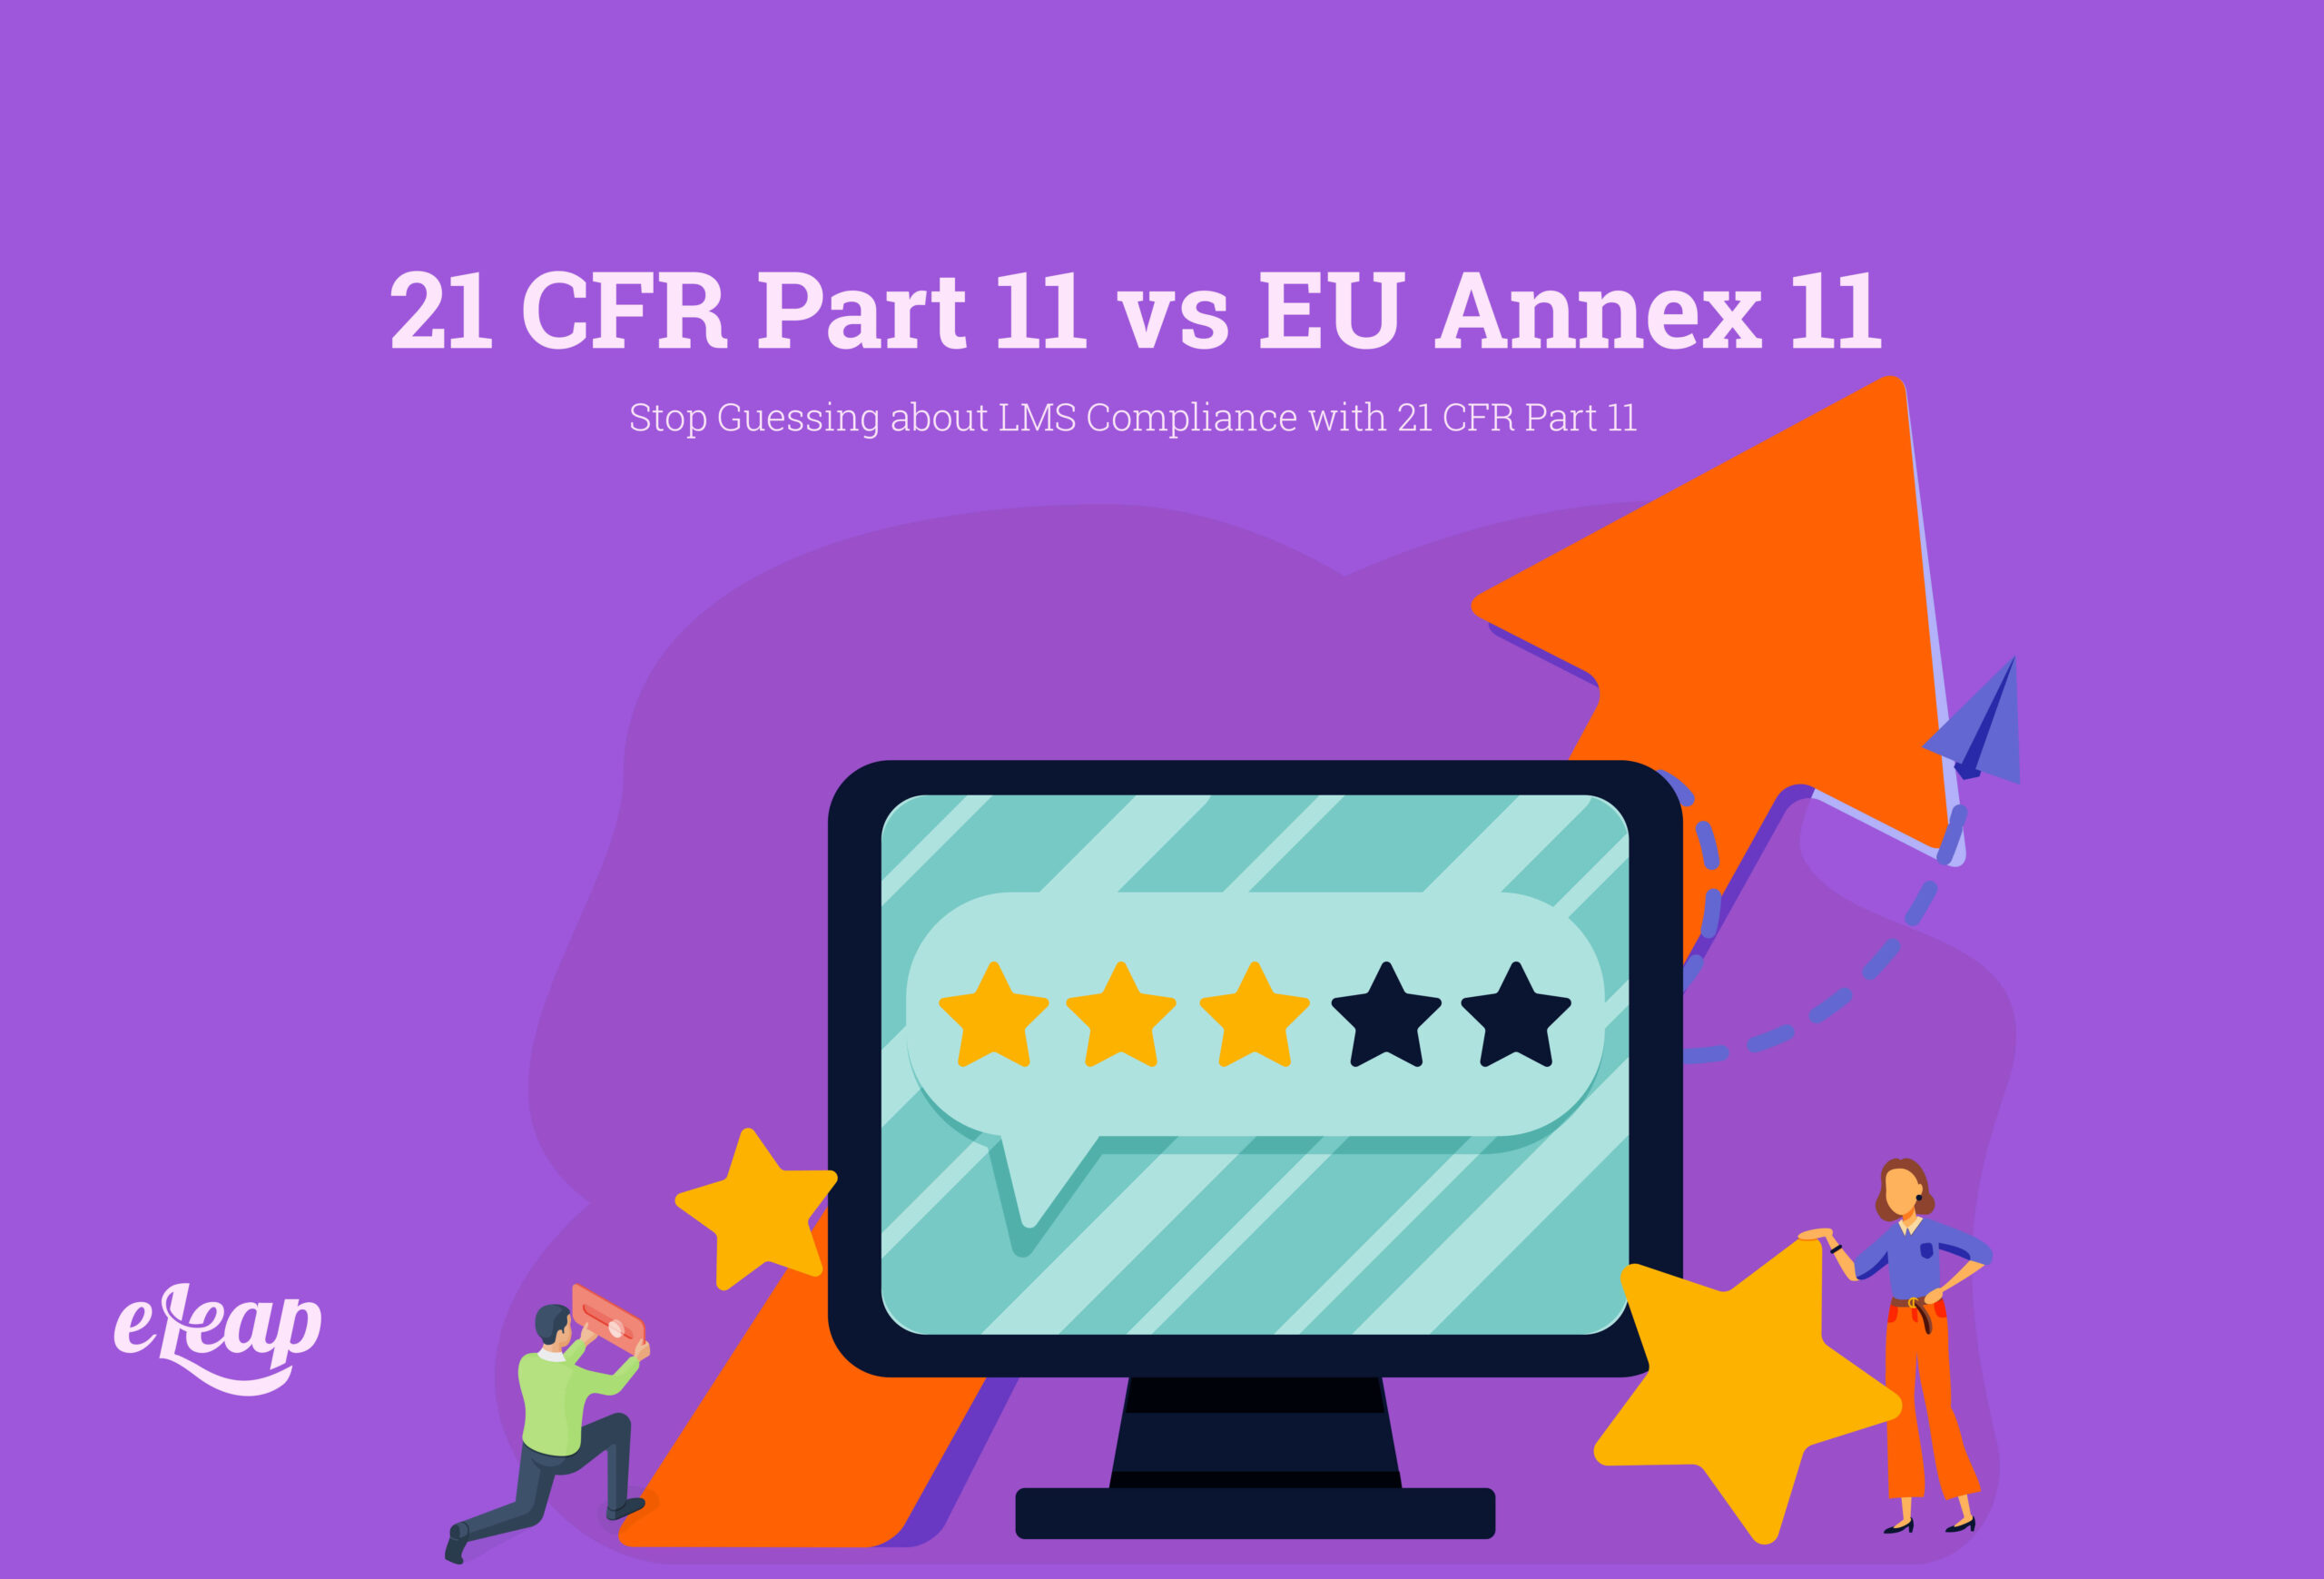 21 CFR Part 11 vs EU Annex 11
Stop Guessing about LMS Compliance with 21 CFR Part 11
eLeap